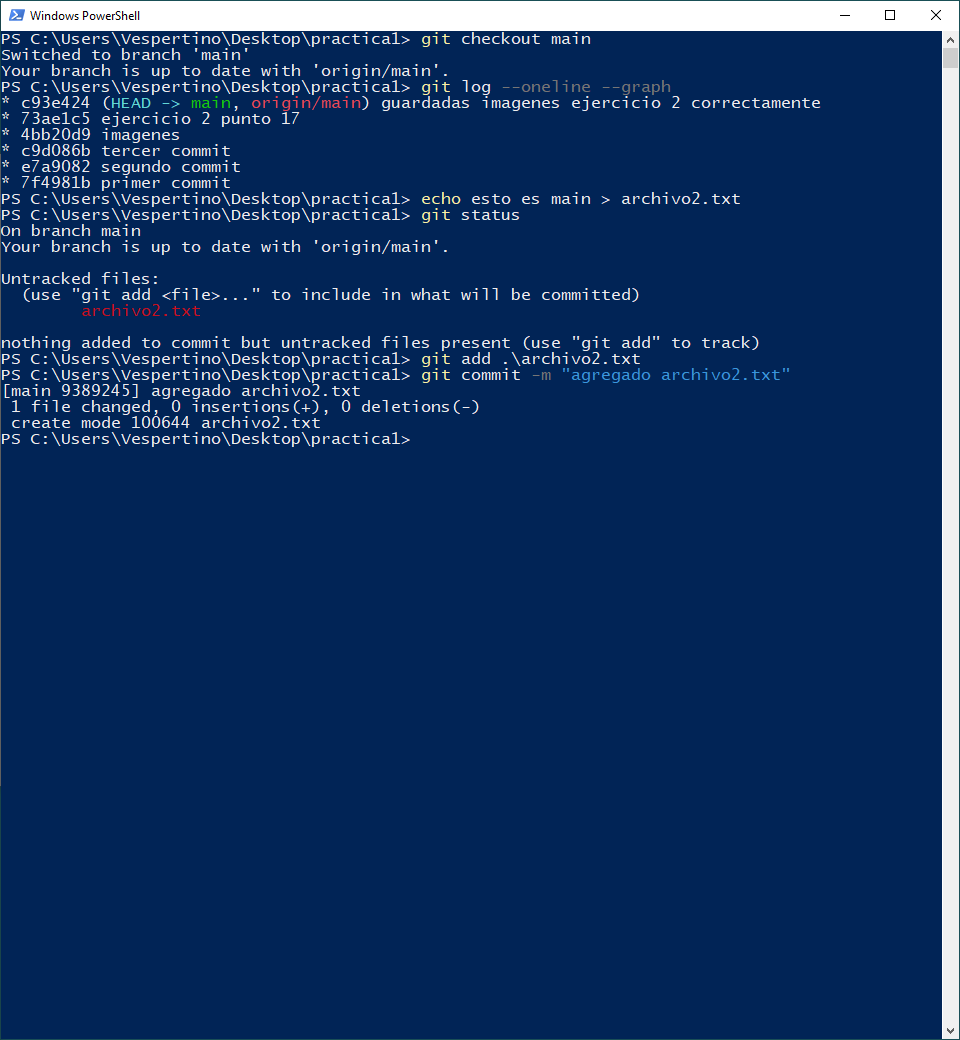 Windows PowerShell
PS C:\Users\Vespertino\Desktop\practica1> git checkout main
Switched to branch 'main'
Your branch is up to date with 'origin/main'.
PS C:\Users\Vespertino\Desktop\practica1> git log --oneline --graph
* c93e424 (HEAD -> main, origin/main) guardadas imagenes ejercicio 2 correctamente
* 73ae1c5 ejercicio 2 punto 17
* 4bb20d9 imagenes
* c9d086b tercer commit
* e7a9082 segundo commit
* 7f4981b primer commit
PS C:\Users\Vespertino\Desktop\practica1> echo esto es main > archivo2.txt
PS C:\Users\Vespertino\Desktop\practica1> git status
On branch main
Your branch is up to date with 'origin/main'.

Untracked files:
  (use "git add <file>..." to include in what will be committed)
        archivo2.txt

nothing added to commit but untracked files present (use "git add" to track)
PS C:\Users\Vespertino\Desktop\practica1> git add .\archivo2.txt
PS C:\Users\Vespertino\Desktop\practica1> git commit -m "agregado archivo2.txt"
[main 9389245] agregado archivo2.txt
 1 file changed, 0 insertions(+), 0 deletions(-)
 create mode 100644 archivo2.txt
PS C:\Users\Vespertino\Desktop\practica1>